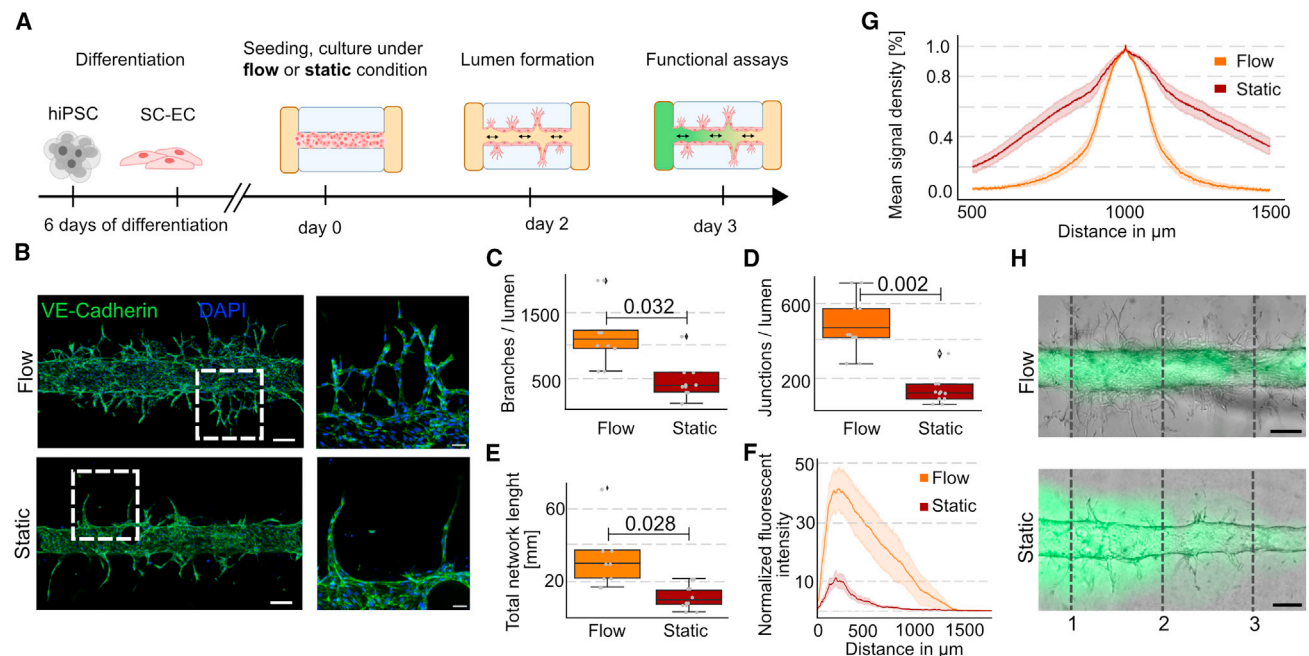 A
Differentiation
hiPSC
SC-EC
6 days of differentiation
Seeding, culture under
flow or static condition
day 0
Lumen formation
day 2
Functional assays
day 3
B
VE-Cadherin
DAPI
Flow
Static
C
Branches / lumen
1500
500
0.032
Flow
Static
D
Junctions / lumen
600
200
0.002
Flow
Static
E
Total network lenght
[mm]
60
20
0.028
Flow
Static
F
Normalized fluorescent
intensity
50
30
10
Flow
Static
0
500
1000
1500
Distance in µm
G
Mean signal density [%]
1.0
0.8
0.4
0.0
Flow
Static
500
1000
1500
Distance in µm
H
Flow
Static
1
2
3